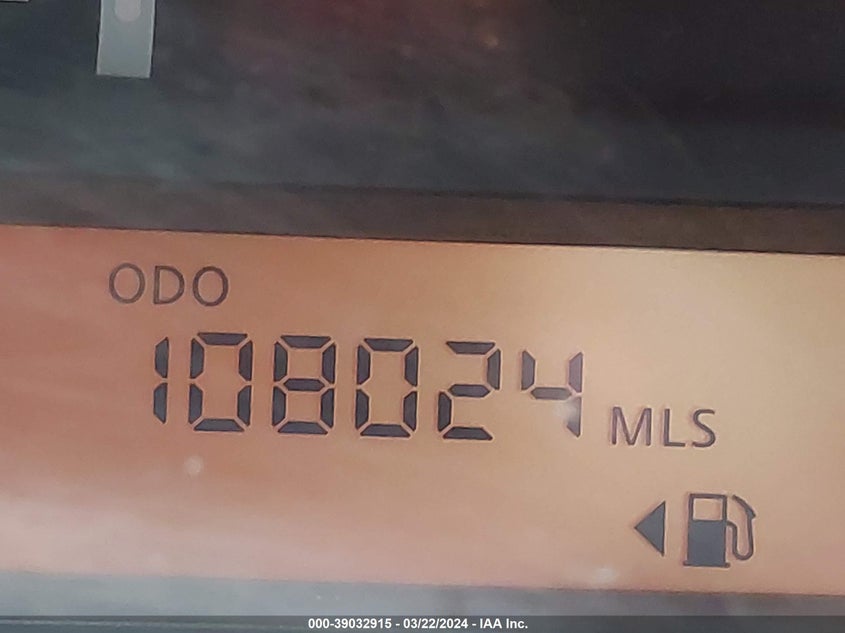 ODO
108024 MLS
000-39032915 - 03/22/2024 - IAA Inc.